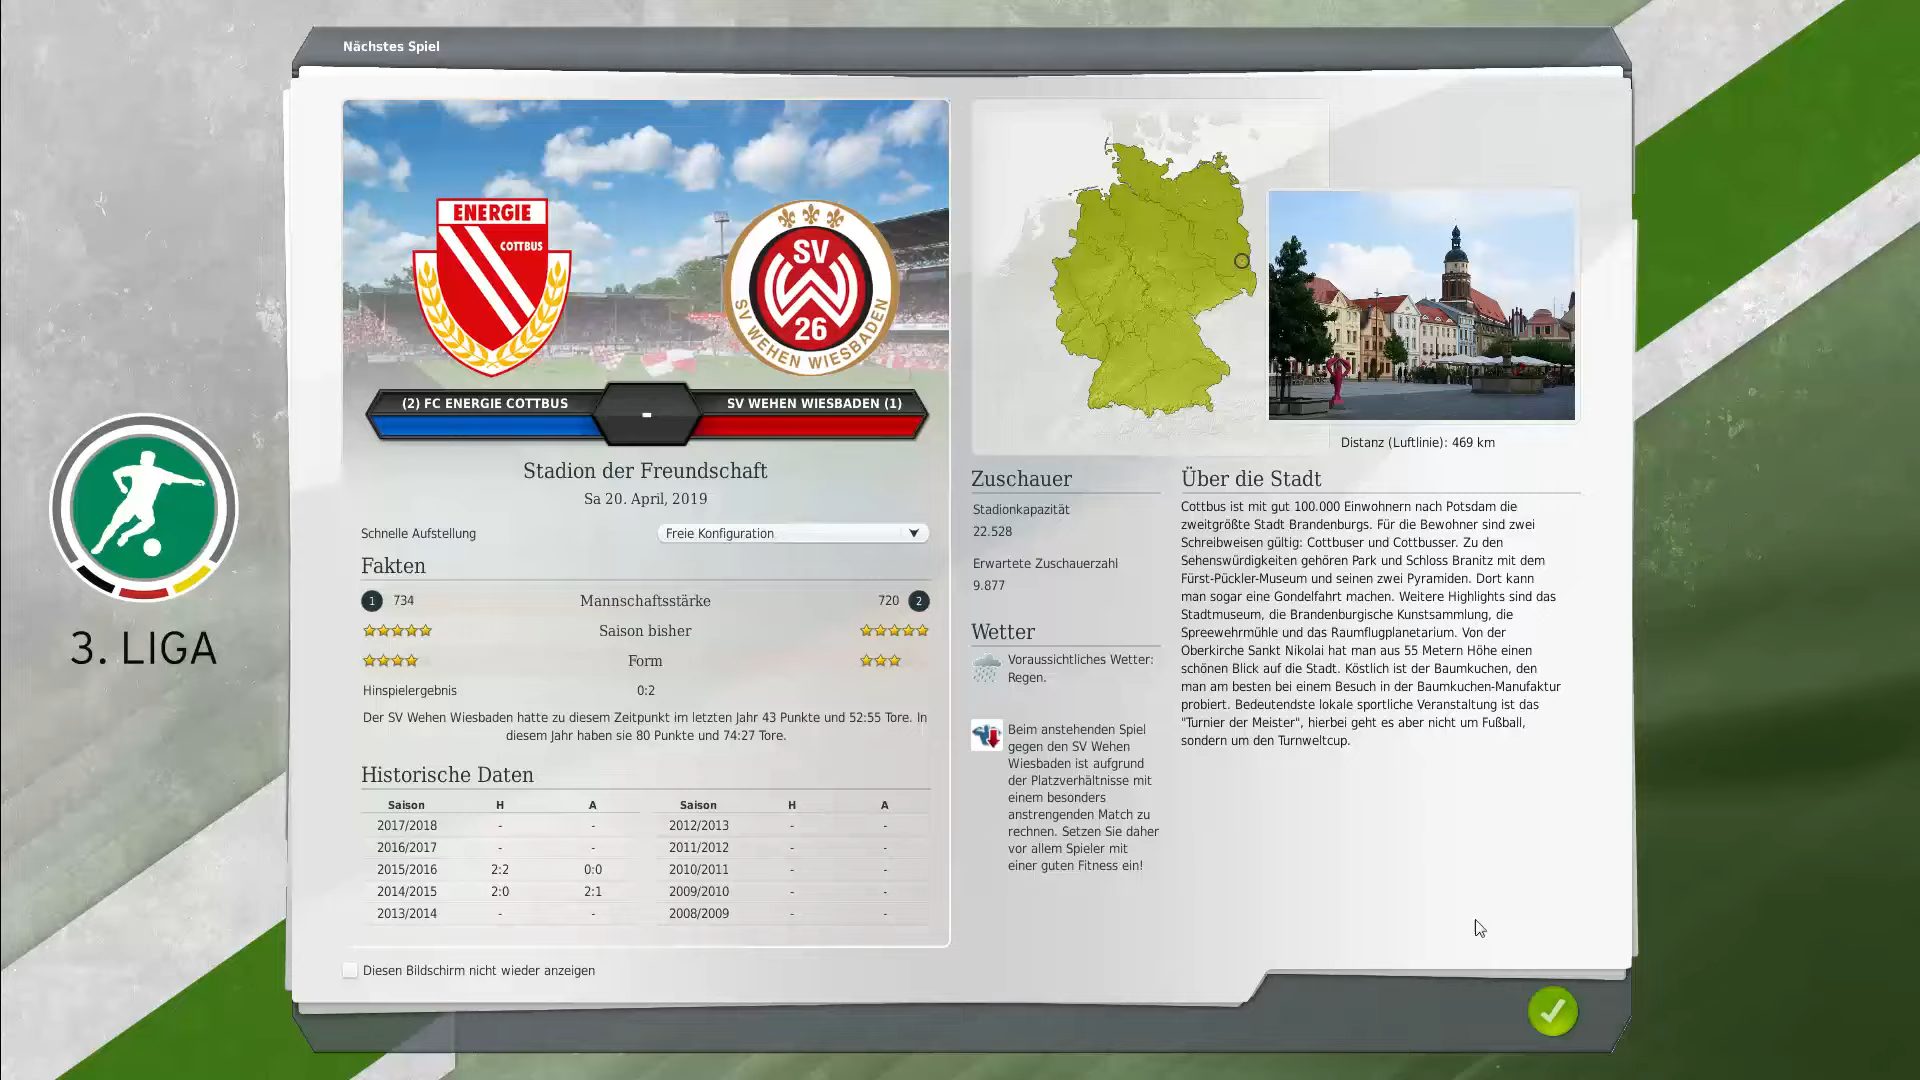 Nächstes Spiel
ENERGIE
COTTBUS
SV
26
SV WEHEN WIESBADEN
(2) FC ENERGIE COTTBUS
-
SV WEHEN WIESBADEN (1)
Stadion der Freundschaft
Sa 20. April, 2019
Schnelle Aufstellung
Freie Konfiguration
Fakten
1 734 Mannschaftsstärke 720 2
Saison bisher
Form
Hinspielergebnis 0:2
Der SV Wehen Wiesbaden hatte zu diesem Zeitpunkt im letzten Jahr 43 Punkte und 52:55 Tore. In
diesem Jahr haben sie 80 Punkte und 74:27 Tore.
Historische Daten
Saison H A Saison H A
2017/2018 - - 2012/2013 - -
2016/2017 - - 2011/2012 - -
2015/2016 2:2 0:0 2010/2011 - -
2014/2015 2:0 2:1 2009/2010 - -
2013/2014 - - 2008/2009 - -
Diesen Bildschirm nicht wieder anzeigen
Distanz (Luftlinie): 469 km
Zuschauer
Stadionkapazität
22.528
Erwartete Zuschauerzahl
9.877
Wetter
Voraussichtliches Wetter:
Regen.
Beim anstehenden Spiel
gegen den SV Wehen
Wiesbaden ist aufgrund
der Platzverhältnisse mit
einem besonders
anstrengenden Match zu
rechnen. Setzen Sie daher
vor allem Spieler mit
einer guten Fitness ein!
Über die Stadt
Cottbus ist mit gut 100.000 Einwohnern nach Potsdam die
zweitgrößte Stadt Brandenburgs. Für die Bewohner sind zwei
Schreibweisen gültig: Cottbuser und Cottbusser. Zu den
Sehenswürdigkeiten gehören Park und Schloss Branitz mit dem
Fürst-Pückler-Museum und seinen zwei Pyramiden. Dort kann
man sogar eine Gondelfahrt machen. Weitere Highlights sind das
Stadtmuseum, die Brandenburgische Kunstsammlung, die
Spreewehrmühle und das Raumflugplanetarium. Von der
Oberkirche Sankt Nikolai hat man aus 55 Metern Höhe einen
schönen Blick auf die Stadt. Köstlich ist der Baumkuchen, den
man am besten bei einem Besuch in der Baumkuchen-Manufaktur
probiert. Bedeutendste lokale sportliche Veranstaltung ist das
"Turnier der Meister", hierbei geht es aber nicht um Fußball,
sondern um den Turnweltcup.
3. LIGA